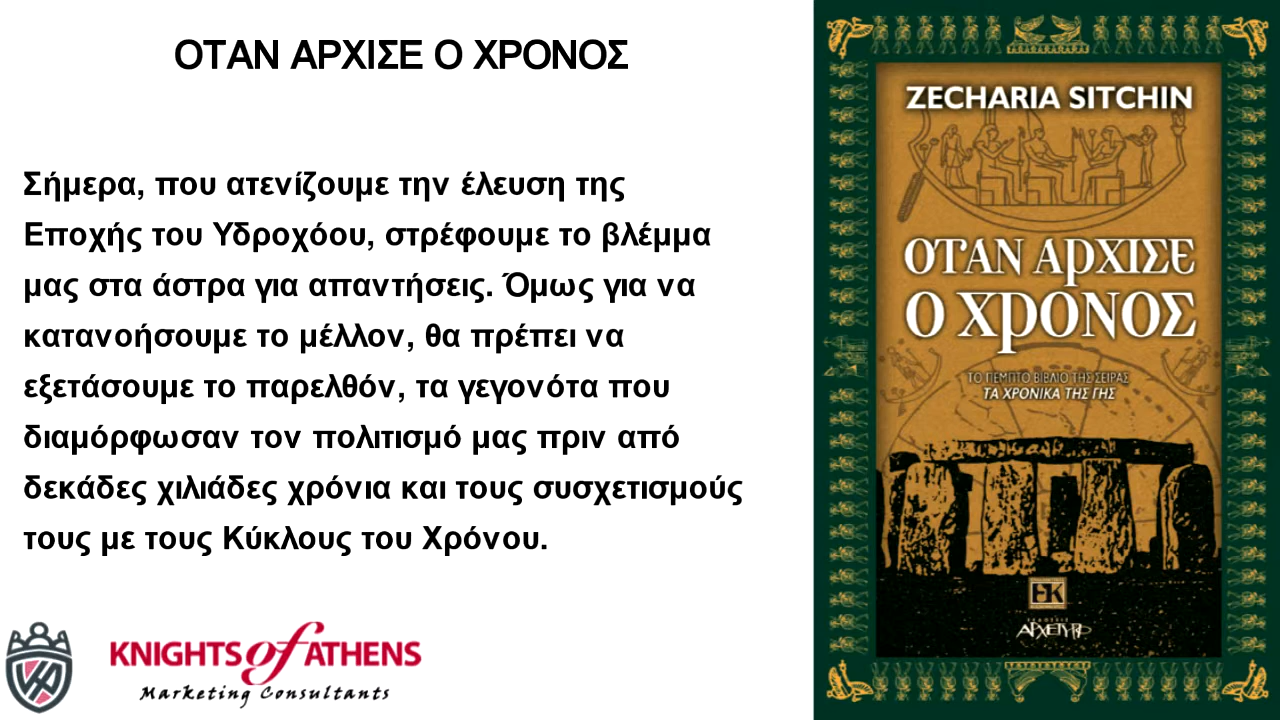 ΟΤΑΝ ΑΡΧΙΣΕ Ο ΧΡΟΝΟΣ
Σήμερα, που ατενίζουμε την έλευση της
Εποχής του Υδροχόου, στρέφουμε το βλέμμα
μας στα άστρα για απαντήσεις. Όμως για να
κατανοήσουμε το μέλλον, θα πρέπει να
εξετάσουμε το παρελθόν, τα γεγονότα που
διαμόρφωσαν τον πολιτισμό μας πριν από
δεκάδες χιλιάδες χρόνια και τους συσχετισμούς
τους με τους Κύκλους του Χρόνου.
KNIGHTS of ATHENS
Marketing Consultants
ZECHARIA SITCHIN
ΟΤΑΝ ΑΡΧΙΣΕ
Ο ΧΡΟΝΟΣ
ΤΟ ΠΕΜΠΤΟ ΒΙΒΛΙΟ ΤΗΣ ΣΕΙΡΑΣ
ΤΑ ΧΡΟΝΙΚΑ ΤΗΣ ΓΗΣ
ΕΚΔΟΣΕΙΣ
ΑΡΧΕΤΥΠΟ